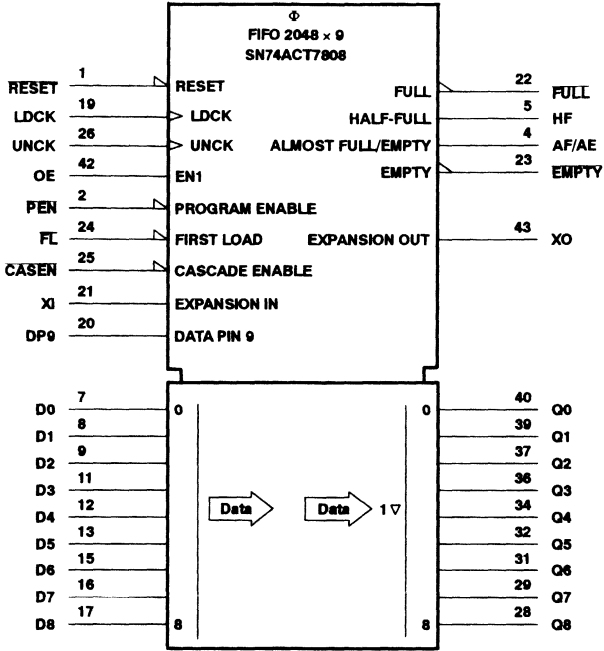 Φ
FIFO 2048 × 9
SN74ACT7808
RESET 1 RESET FULL 22 FULL
LDCK 19 LDCK HALF-FULL 5 HF
UNCK 26 UNCK ALMOST FULL/EMPTY 4 AF/AE
OE 42 EN1 EMPTY 23 EMPTY
PEN 2 PROGRAM ENABLE
FL 24 FIRST LOAD EXPANSION OUT 43 XO
CASEN 25 CASCADE ENABLE
XI 21 EXPANSION IN
DP9 20 DATA PIN 9
D0 7 0 0 40 Q0
D1 8 39 Q1
D2 9 37 Q2
D3 11 36 Q3
D4 12 Data Data 1 ▽ 34 Q4
D5 13 32 Q5
D6 15 31 Q6
D7 16 29 Q7
D8 17 8 8 28 Q8